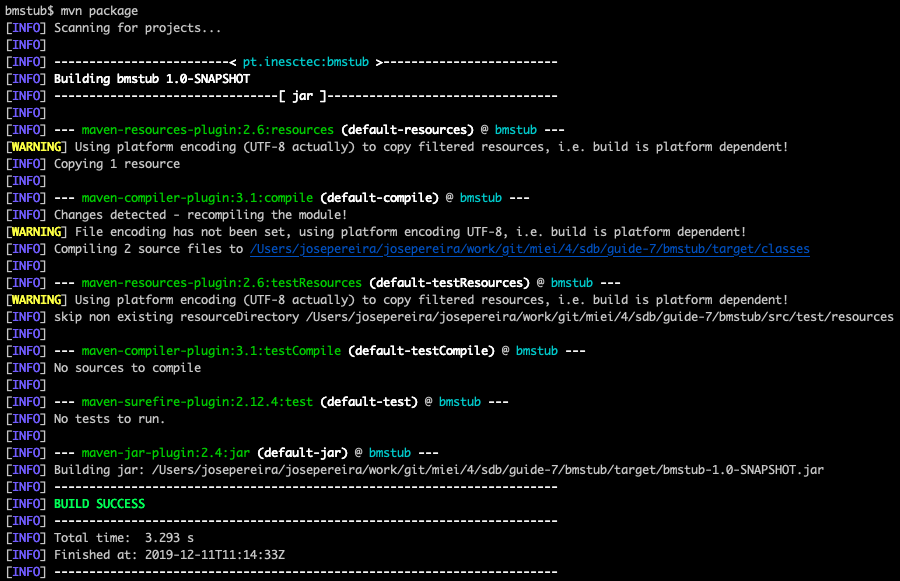 bmstub$ mvn package
[INFO] Scanning for projects...
[INFO]
[INFO] -------------------------< pt.inesctec:bmstub >-------------------------
[INFO] Building bmstub 1.0-SNAPSHOT
[INFO] --------------------------------[ jar ]---------------------------------
[INFO]
[INFO] --- maven-resources-plugin:2.6:resources (default-resources) @ bmstub ---
[WARNING] Using platform encoding (UTF-8 actually) to copy filtered resources, i.e. build is platform dependent!
[INFO] Copying 1 resource
[INFO]
[INFO] --- maven-compiler-plugin:3.1:compile (default-compile) @ bmstub ---
[INFO] Changes detected - recompiling the module!
[WARNING] File encoding has not been set, using platform encoding UTF-8, i.e. build is platform dependent!
[INFO] Compiling 2 source files to /Users/josepereira/josepereira/work/git/miei/4/sdb/guide-7/bmstub/target/classes
[INFO]
[INFO] --- maven-resources-plugin:2.6:testResources (default-testResources) @ bmstub ---
[WARNING] Using platform encoding (UTF-8 actually) to copy filtered resources, i.e. build is platform dependent!
[INFO] skip non existing resourceDirectory /Users/josepereira/josepereira/work/git/miei/4/sdb/guide-7/bmstub/src/test/resources
[INFO]
[INFO] --- maven-compiler-plugin:3.1:testCompile (default-testCompile) @ bmstub ---
[INFO] No sources to compile
[INFO]
[INFO] --- maven-surefire-plugin:2.12.4:test (default-test) @ bmstub ---
[INFO] No tests to run.
[INFO]
[INFO] --- maven-jar-plugin:2.4:jar (default-jar) @ bmstub ---
[INFO] Building jar: /Users/josepereira/josepereira/work/git/miei/4/sdb/guide-7/bmstub/target/bmstub-1.0-SNAPSHOT.jar
[INFO] ------------------------------------------------------------------------
[INFO] BUILD SUCCESS
[INFO] ------------------------------------------------------------------------
[INFO] Total time:  3.293 s
[INFO] Finished at: 2019-12-11T11:14:33Z
[INFO] ------------------------------------------------------------------------